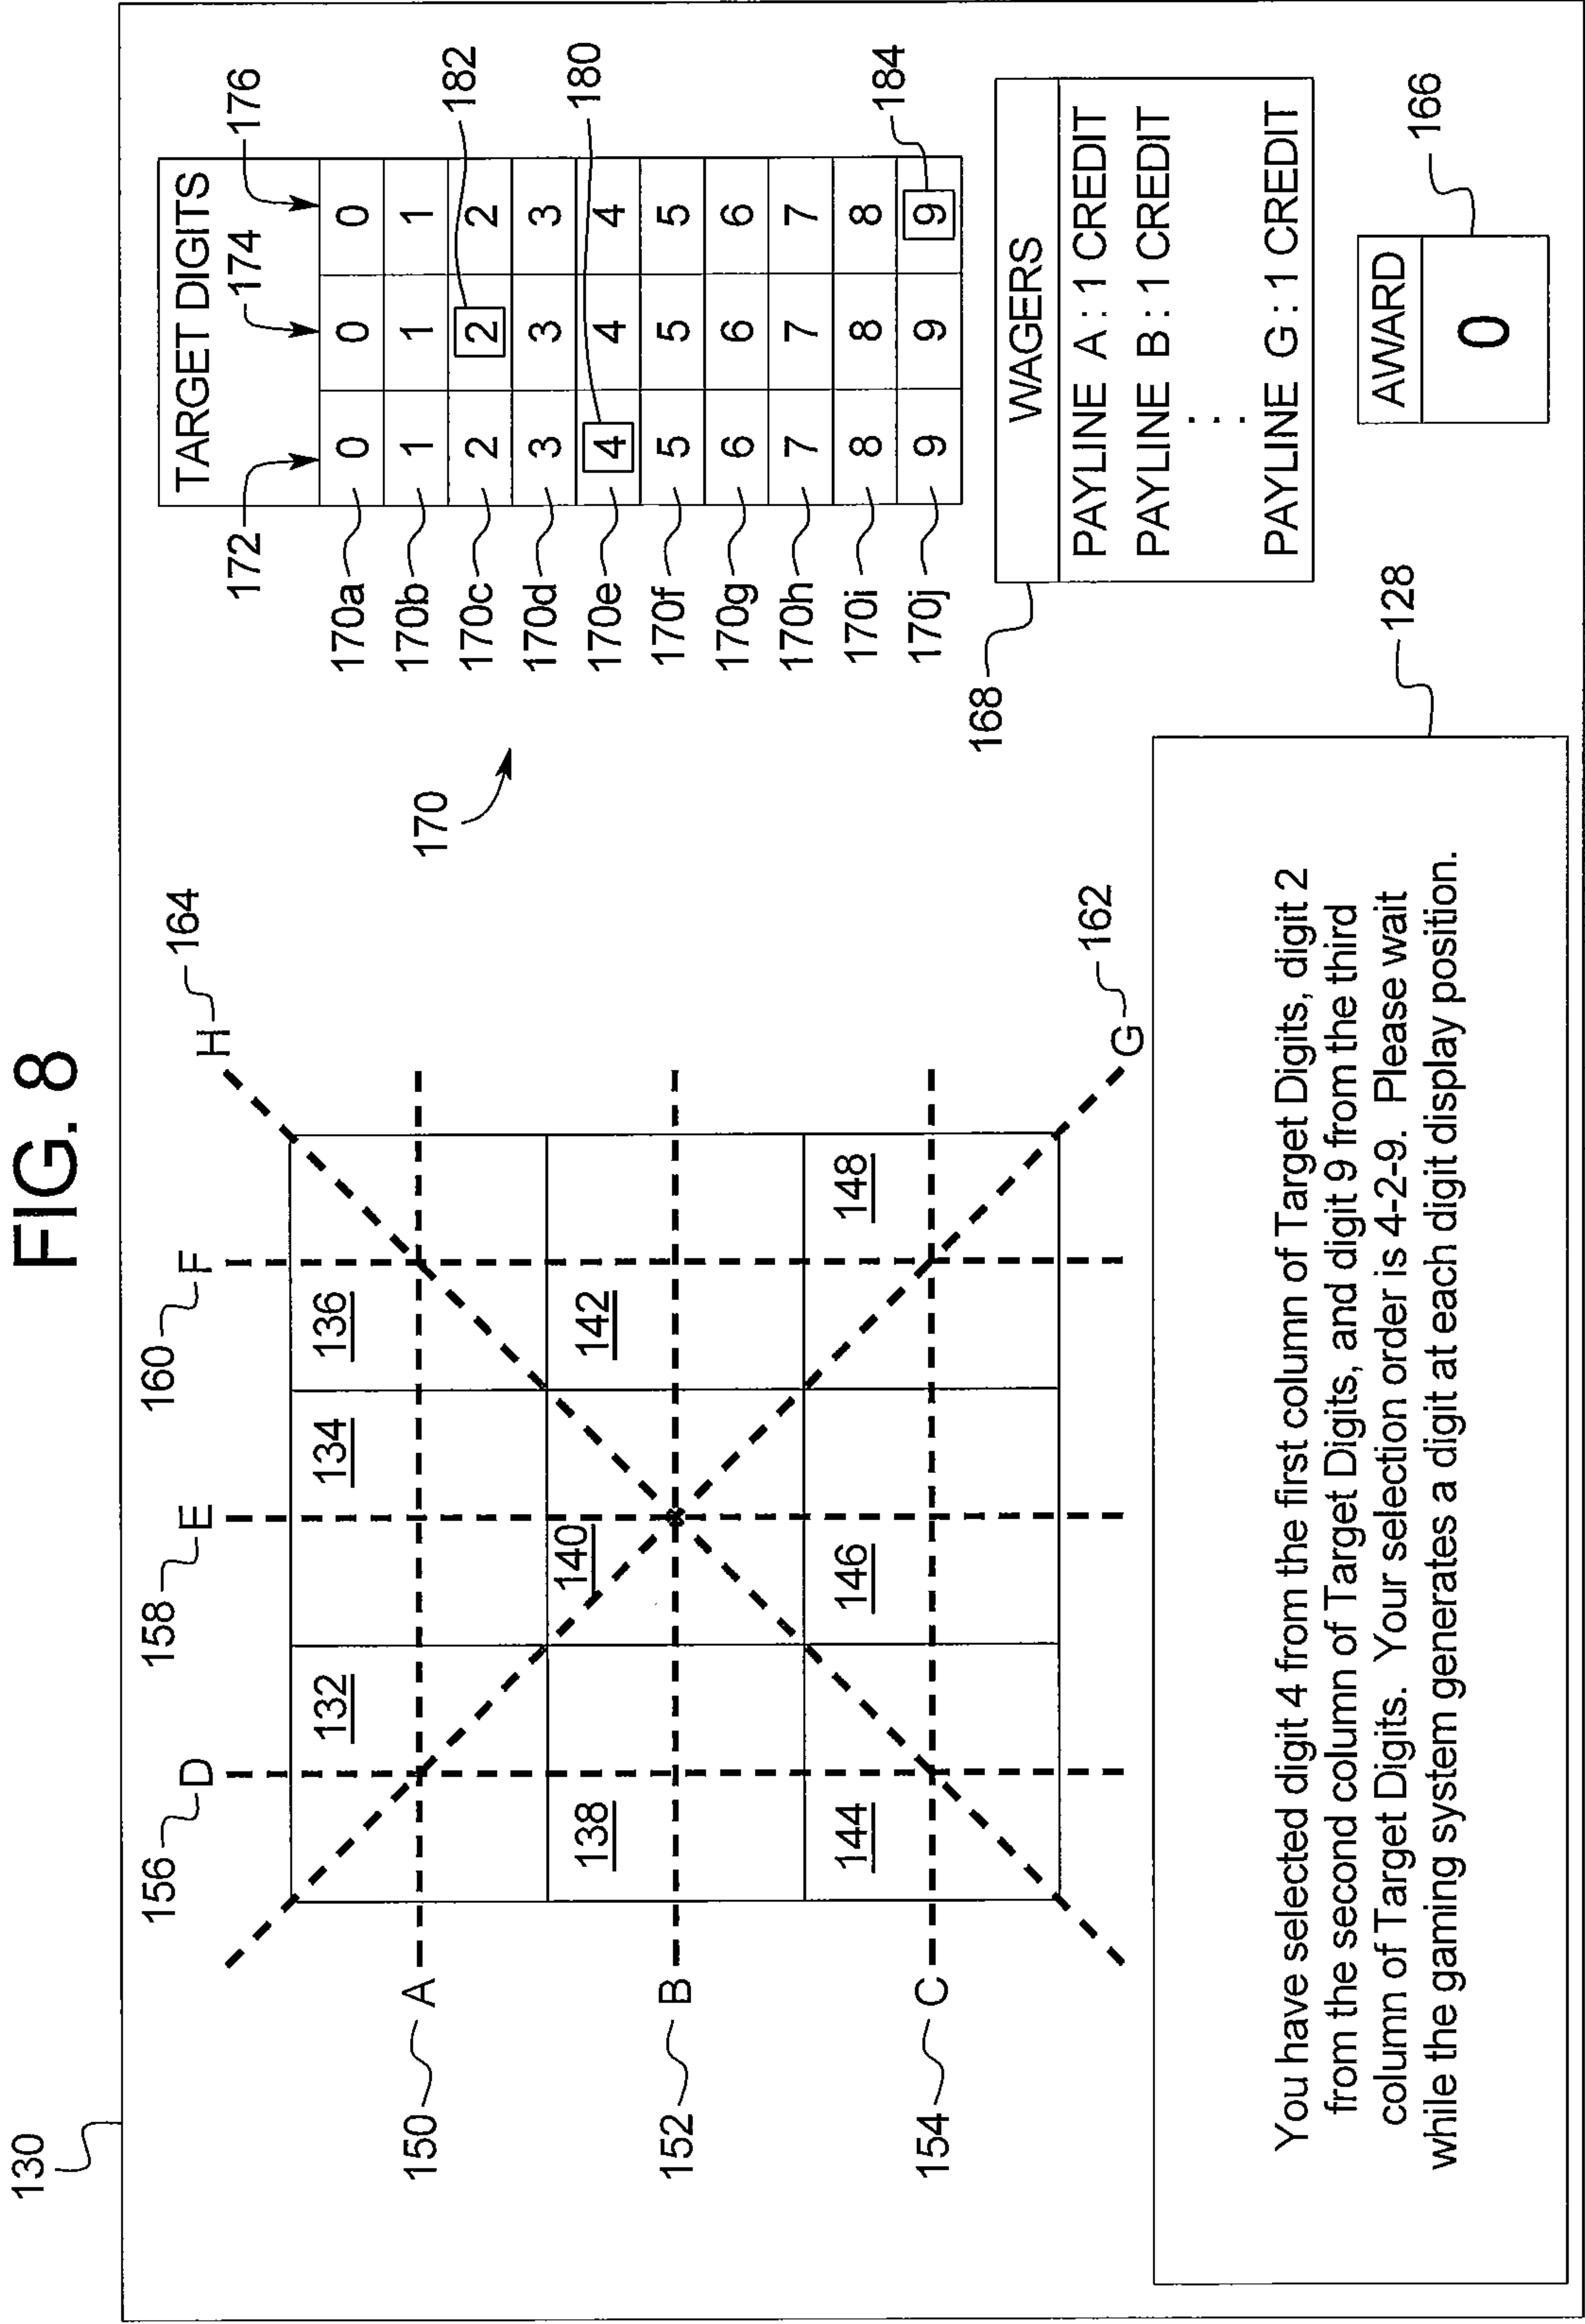 FIG. 8
130
156
D
158
E
160
F
H
164
132
134
136
A
150
138
140
142
B
152
144
146
148
C
154
G
162
170
TARGET DIGITS
172
174
176
170a 0 0 0
170b 1 1 1
170c 2 2 2
182
170d 3 3 3
170e 4 4 4
180
170f 5 5 5
170g 6 6 6
170h 7 7 7
170i 8 8 8
170j 9 9 9
184
168
WAGERS
PAYLINE A : 1 CREDIT
PAYLINE B : 1 CREDIT
⋮
PAYLINE G : 1 CREDIT
AWARD
0
166
128
You have selected digit 4 from the first column of Target Digits, digit 2
from the second column of Target Digits, and digit 9 from the third
column of Target Digits. Your selection order is 4-2-9. Please wait
while the gaming system generates a digit at each digit display position.